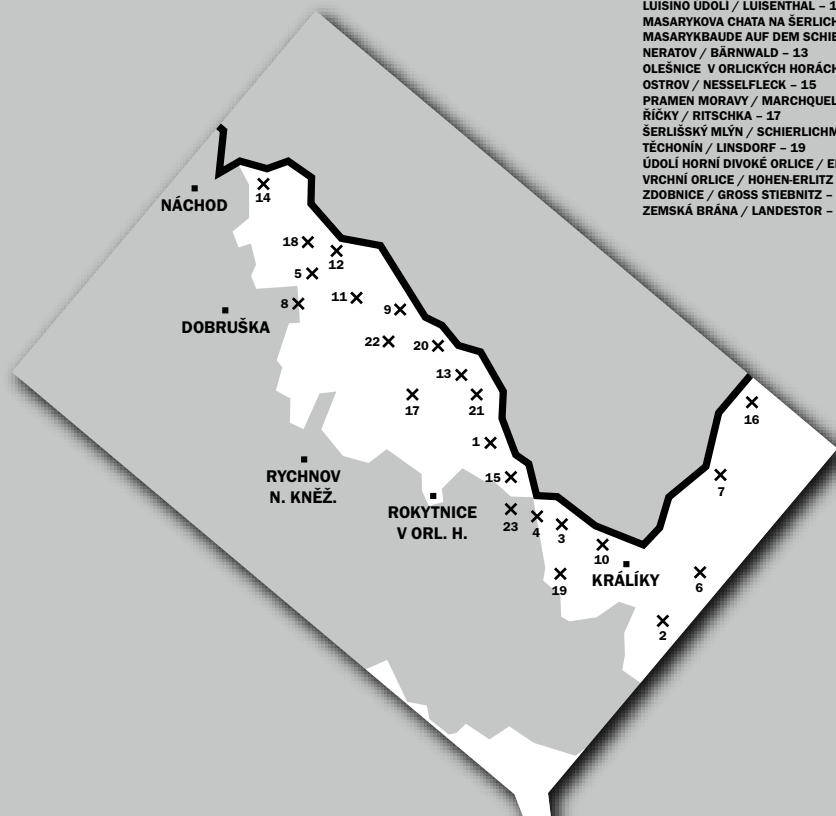 LUISINO ÚDOLÍ / LUISENTHAL – 1
MASARYKOVA CHATA NA ŠERLICH
MASARYKBAUDE AUF DEM SCHIE
NERATOV / BÄRNWALD – 13
OLEŠNICE V ORLICKÝCH HORÁCH
OSTROV / NESSELFLECK – 15
PRAMEN MORAVY / MARCHQUEL
ŘÍČKY / RITSCHKA – 17
ŠERLIŠSKÝ MLÝN / SCHIERLICHM
TĚCHONÍN / LINSDORF – 19
ÚDOLÍ HORNÍ DIVOKÉ ORLICE / E
VRCHNÍ ORLICE / HOHEN-ERLITZ
ZDOBNICE / GROSS STIEBNITZ –
ZEMSKÁ BRÁNA / LANDESTOR –
NÁCHOD
14
18
12
5
11
8
9
DOBRUŠKA
22
20
13
17
21
16
1
15
7
RYCHNOV
N. KNĚŽ.
ROKYTNICE
V ORL. H.
23
4
3
10
19
KRÁLÍKY
6
2